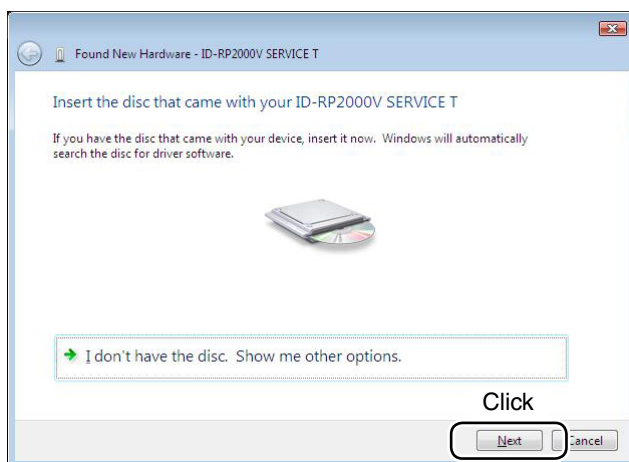 Found New Hardware - ID-RP2000V SERVICE T
Insert the disc that came with your ID-RP2000V SERVICE T
If you have the disc that came with your device, insert it now. Windows will automatically
search the disc for driver software.
I don't have the disc. Show me other options.
Click
Next Cancel